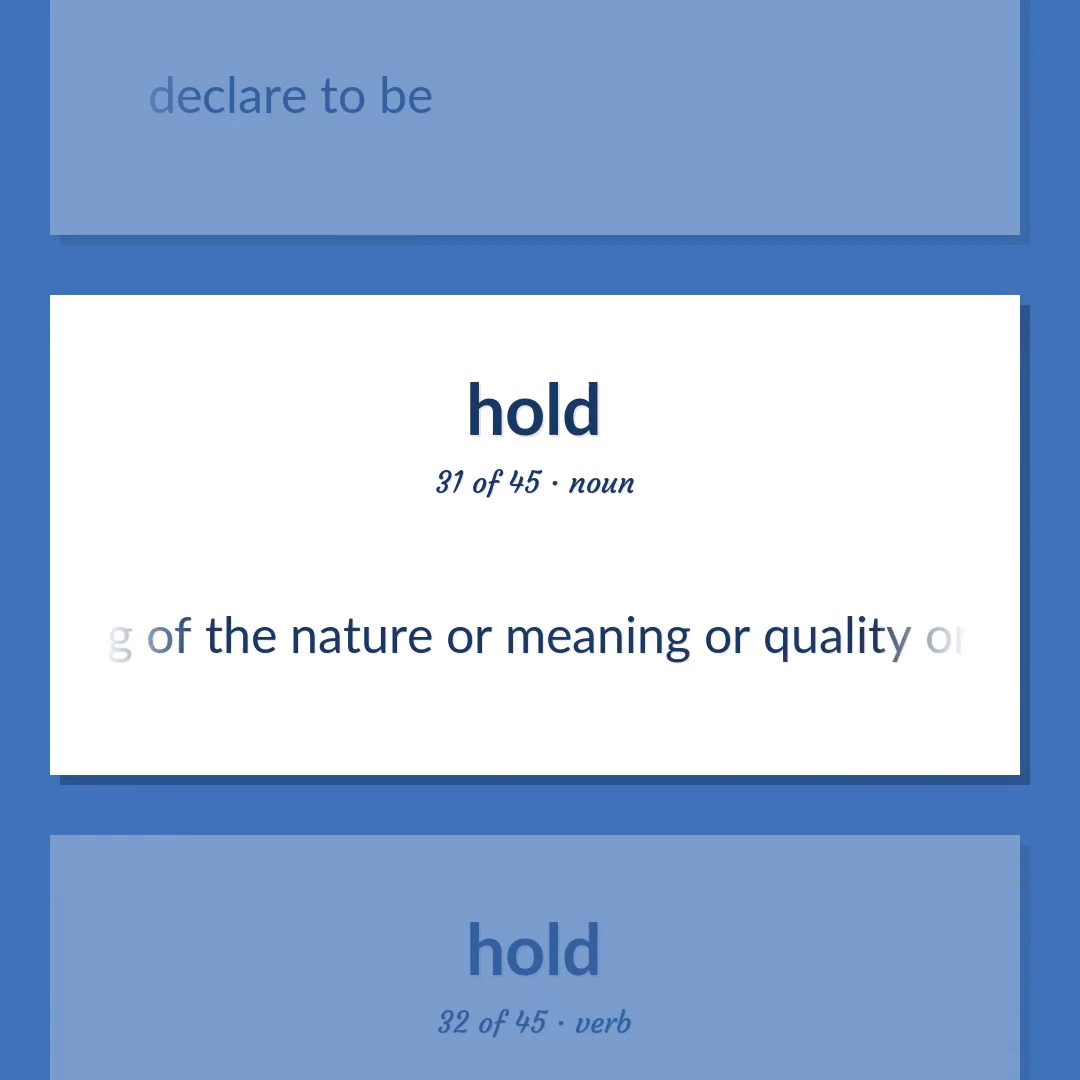 declare to be
hold
31 of 45 · noun
g of the nature or meaning or quality or
hold
32 of 45 · verb